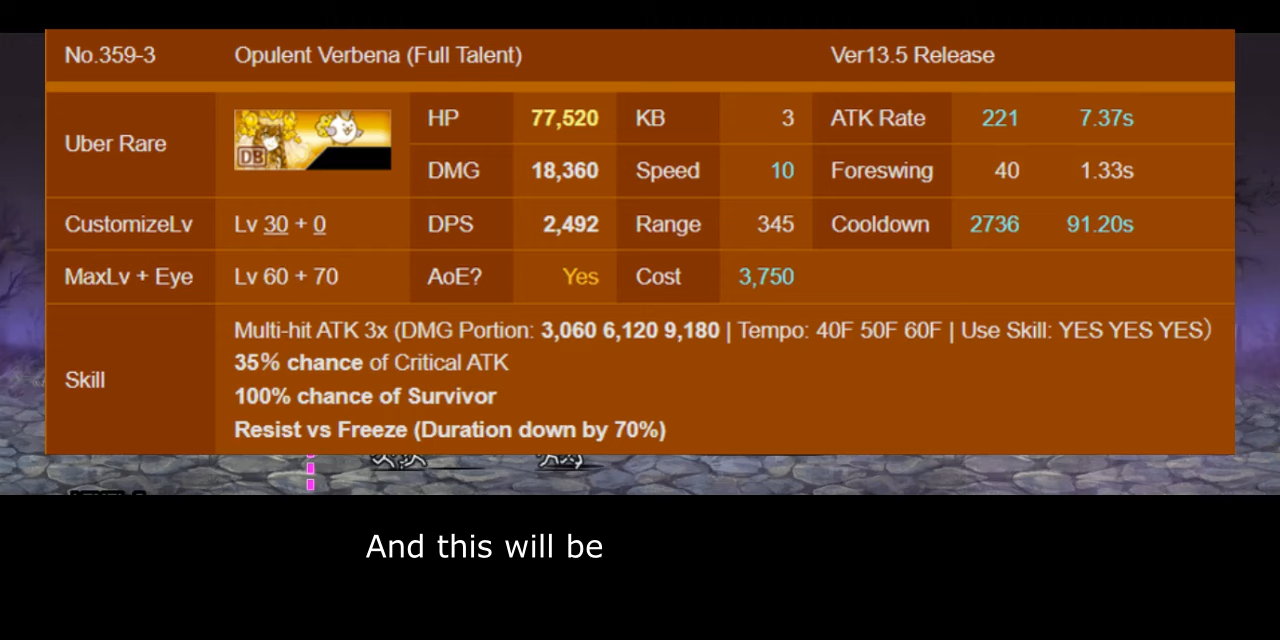 No.359-3 Opulent Verbena (Full Talent) Ver13.5 Release
Uber Rare DB HP 77,520 KB 3 ATK Rate 221 7.37s
DMG 18,360 Speed 10 Foreswing 40 1.33s
CustomizeLv Lv 30 + 0 DPS 2,492 Range 345 Cooldown 2736 91.20s
MaxLv + Eye Lv 60 + 70 AoE? Yes Cost 3,750
Skill
Multi-hit ATK 3x (DMG Portion: 3,060 6,120 9,180 | Tempo: 40F 50F 60F | Use Skill: YES YES YES)
35% chance of Critical ATK
100% chance of Survivor
Resist vs Freeze (Duration down by 70%)
And this will be